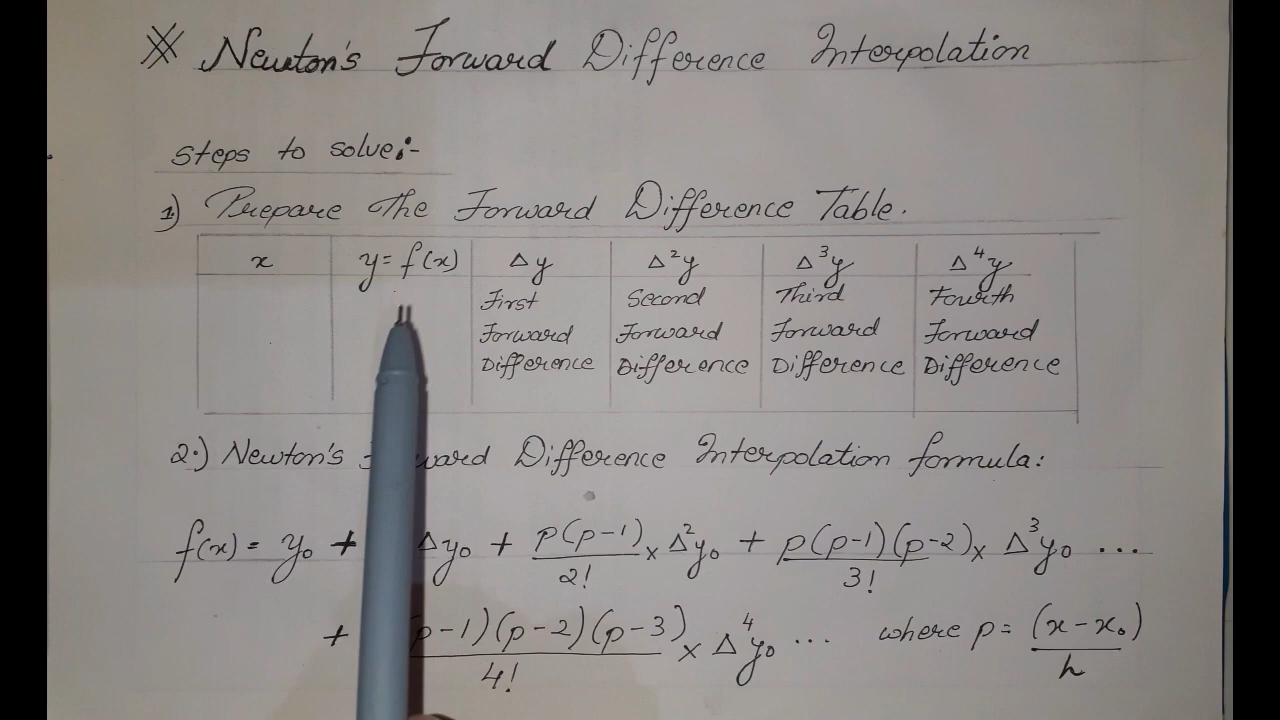 ※ Newton's Forward Difference Interpolation
Steps to solve:-
1) Prepare the Forward Difference Table.
x y=f(x) Δy Δ²y Δ³y Δ⁴y
First Second Third Fourth
Forward Forward Forward Forward
Difference Difference Difference Difference
2.) Newton's ward Difference Interpolation formula:
f(x) = y₀ + Δy₀ + p(p-1)/2! × Δ²y₀ + p(p-1)(p-2)/3! × Δ³y₀ ...
+ (p-1)(p-2)(p-3)/4! × Δ⁴y₀ ... where p = (x-x₀)/h